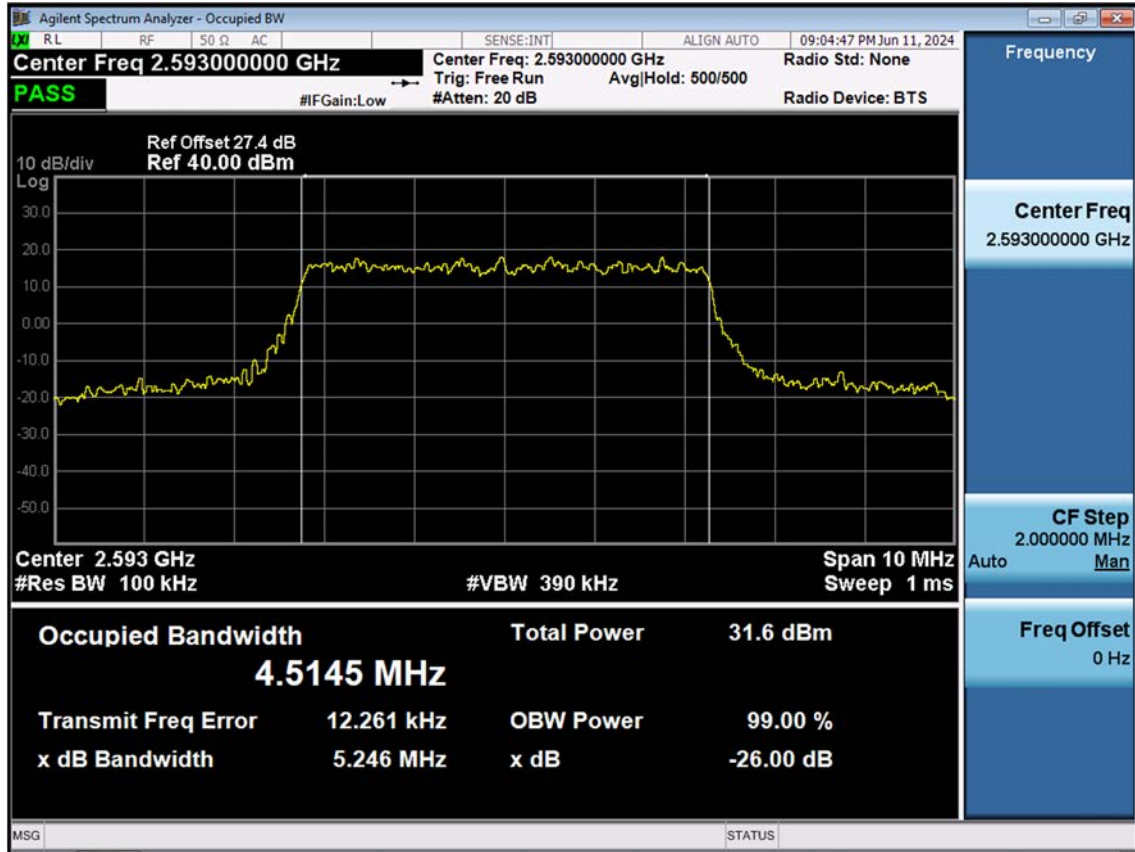 Agilent Spectrum Analyzer - Occupied BW
LXI RL RF 50 Ω AC SENSE:INT ALIGN AUTO 09:04:47 PM Jun 11, 2024
Center Freq 2.593000000 GHz
Center Freq: 2.593000000 GHz
Radio Std: None
Trig: Free Run Avg|Hold: 500/500
PASS
#IFGain:Low
#Atten: 20 dB
Radio Device: BTS
Frequency
Ref Offset 27.4 dB
10 dB/div Ref 40.00 dBm
Log
30.0
20.0
10.0
0.00
-10.0
-20.0
-30.0
-40.0
-50.0
Center Freq
2.593000000 GHz
Center 2.593 GHz Span 10 MHz
#Res BW 100 kHz #VBW 390 kHz Sweep 1 ms
CF Step
2.000000 MHz
Auto Man
Occupied Bandwidth Total Power 31.6 dBm
4.5145 MHz
Transmit Freq Error 12.261 kHz OBW Power 99.00 %
x dB Bandwidth 5.246 MHz x dB -26.00 dB
Freq Offset
0 Hz
MSG STATUS